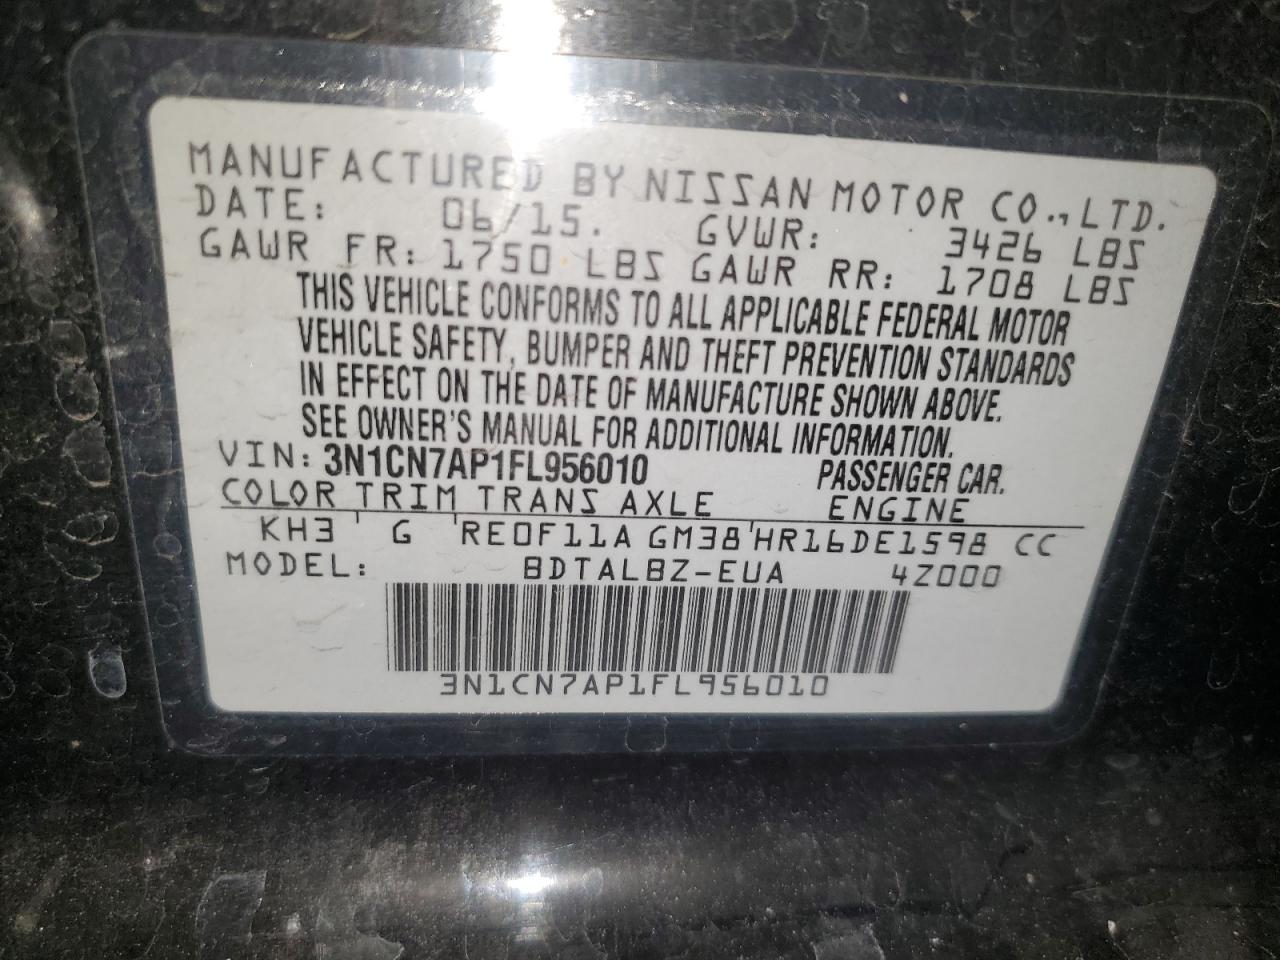 MANUFACTURED BY NISSAN MOTOR CO.,LTD.
DATE: 06/15. GVWR: 3426 LBS
GAWR FR: 1750 LBS GAWR RR: 1708 LBS
THIS VEHICLE CONFORMS TO ALL APPLICABLE FEDERAL MOTOR
VEHICLE SAFETY, BUMPER AND THEFT PREVENTION STANDARDS
IN EFFECT ON THE DATE OF MANUFACTURE SHOWN ABOVE.
SEE OWNER'S MANUAL FOR ADDITIONAL INFORMATION.
VIN: 3N1CN7AP1FL956010 PASSENGER CAR.
COLOR TRIM TRANS AXLE ENGINE
KH3 ' G ' RE0F11A GM38 ' HR16DE1598 CC
MODEL: BDTALBZ-EUA 4Z000
3N1CN7AP1FL956010